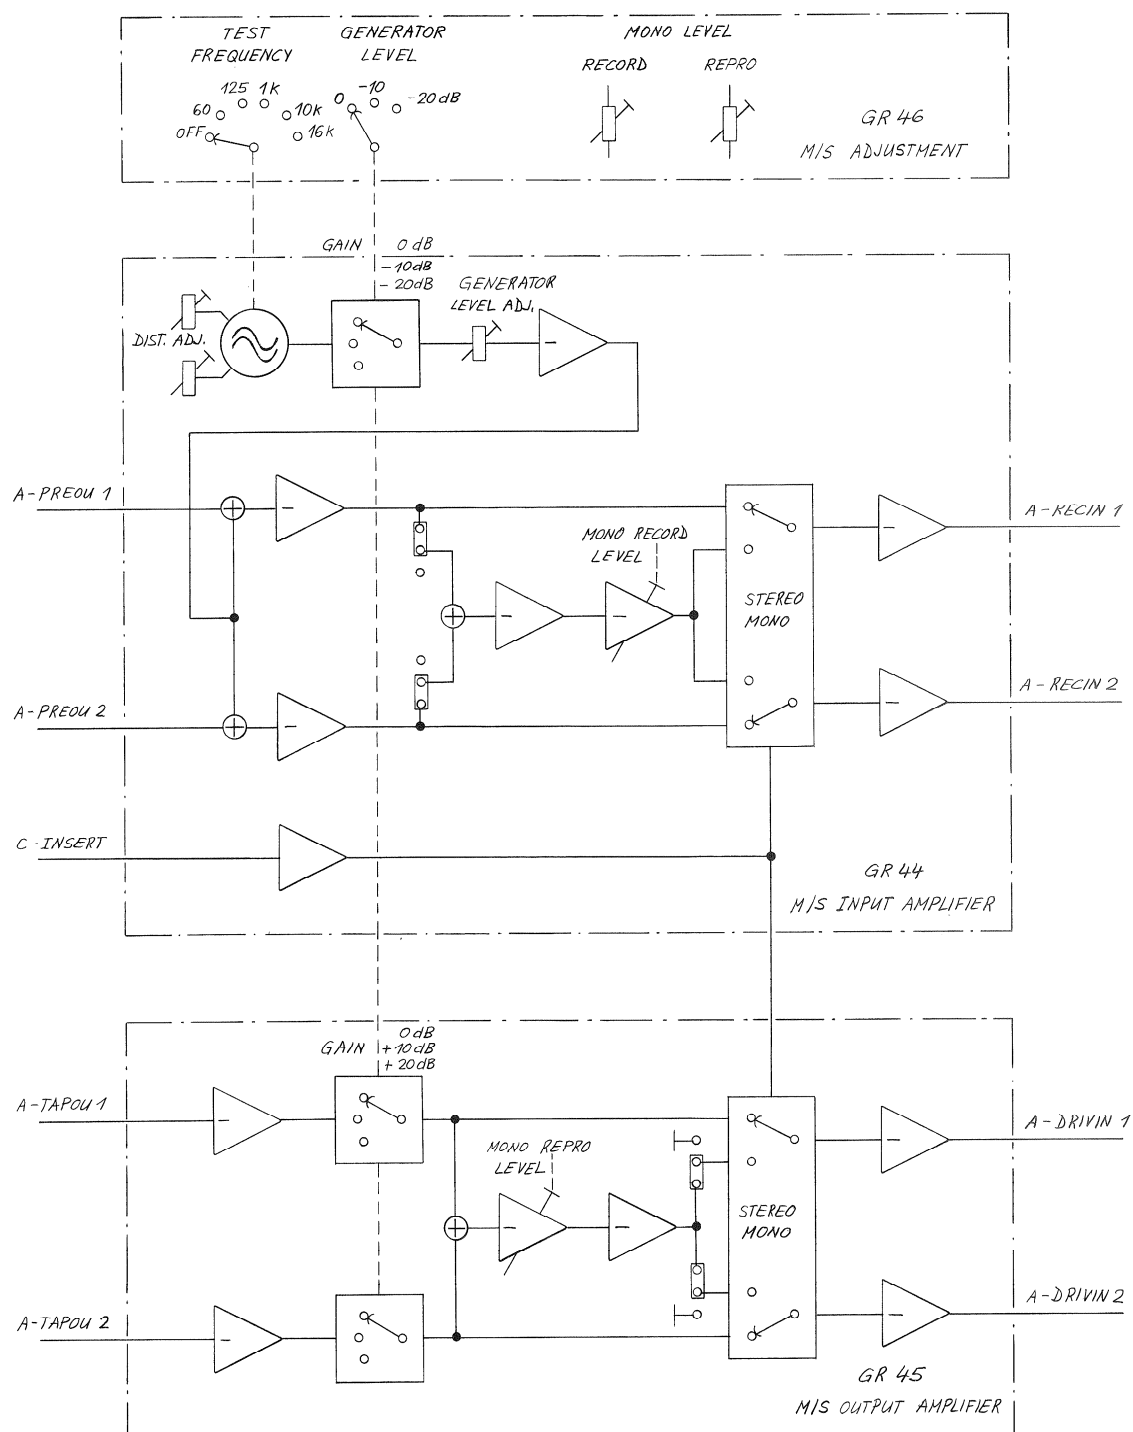 TEST
FREQUENCY
GENERATOR
LEVEL
MONO LEVEL
RECORD
REPRO
OFF
60
125
1k
10k
16k
0
-10
-20dB
GR 46
M/S ADJUSTMENT
GAIN
0 dB
-10dB
-20dB
DIST. ADJ.
GENERATOR
LEVEL ADJ.
A-PREOU 1
A-RECIN 1
MONO RECORD
LEVEL
STEREO
MONO
A-PREOU 2
A-RECIN 2
C-INSERT
GR 44
M/S INPUT AMPLIFIER
GAIN
0dB
+10dB
+20dB
A-TAPOU 1
A-DRIVIN 1
MONO REPRO
LEVEL
STEREO
MONO
A-TAPOU 2
A-DRIVIN 2
GR 45
M/S OUTPUT AMPLIFIER